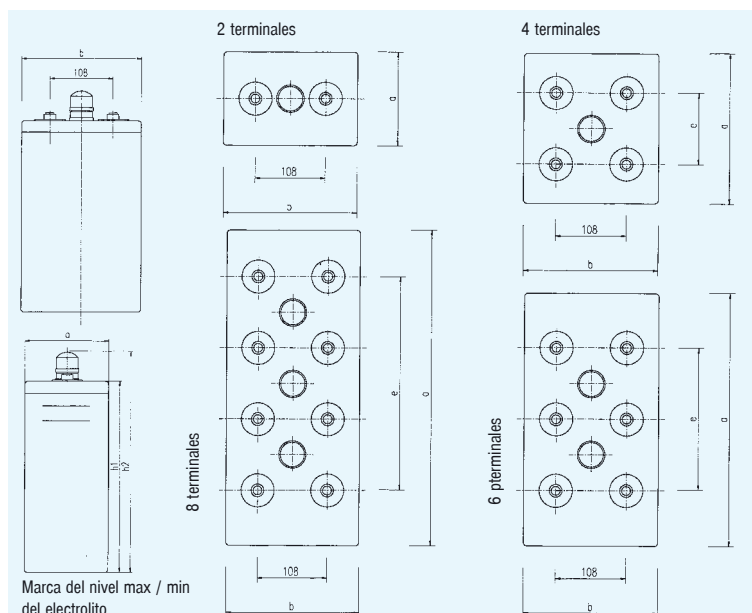 2 terminales
4 terminales
b
108
a
108
b
c
a
108
b
a
h1
h2
e
a
8 terminales
108
b
e
a
6 pterminales
108
b
Marca del nivel max / min
del electrolito